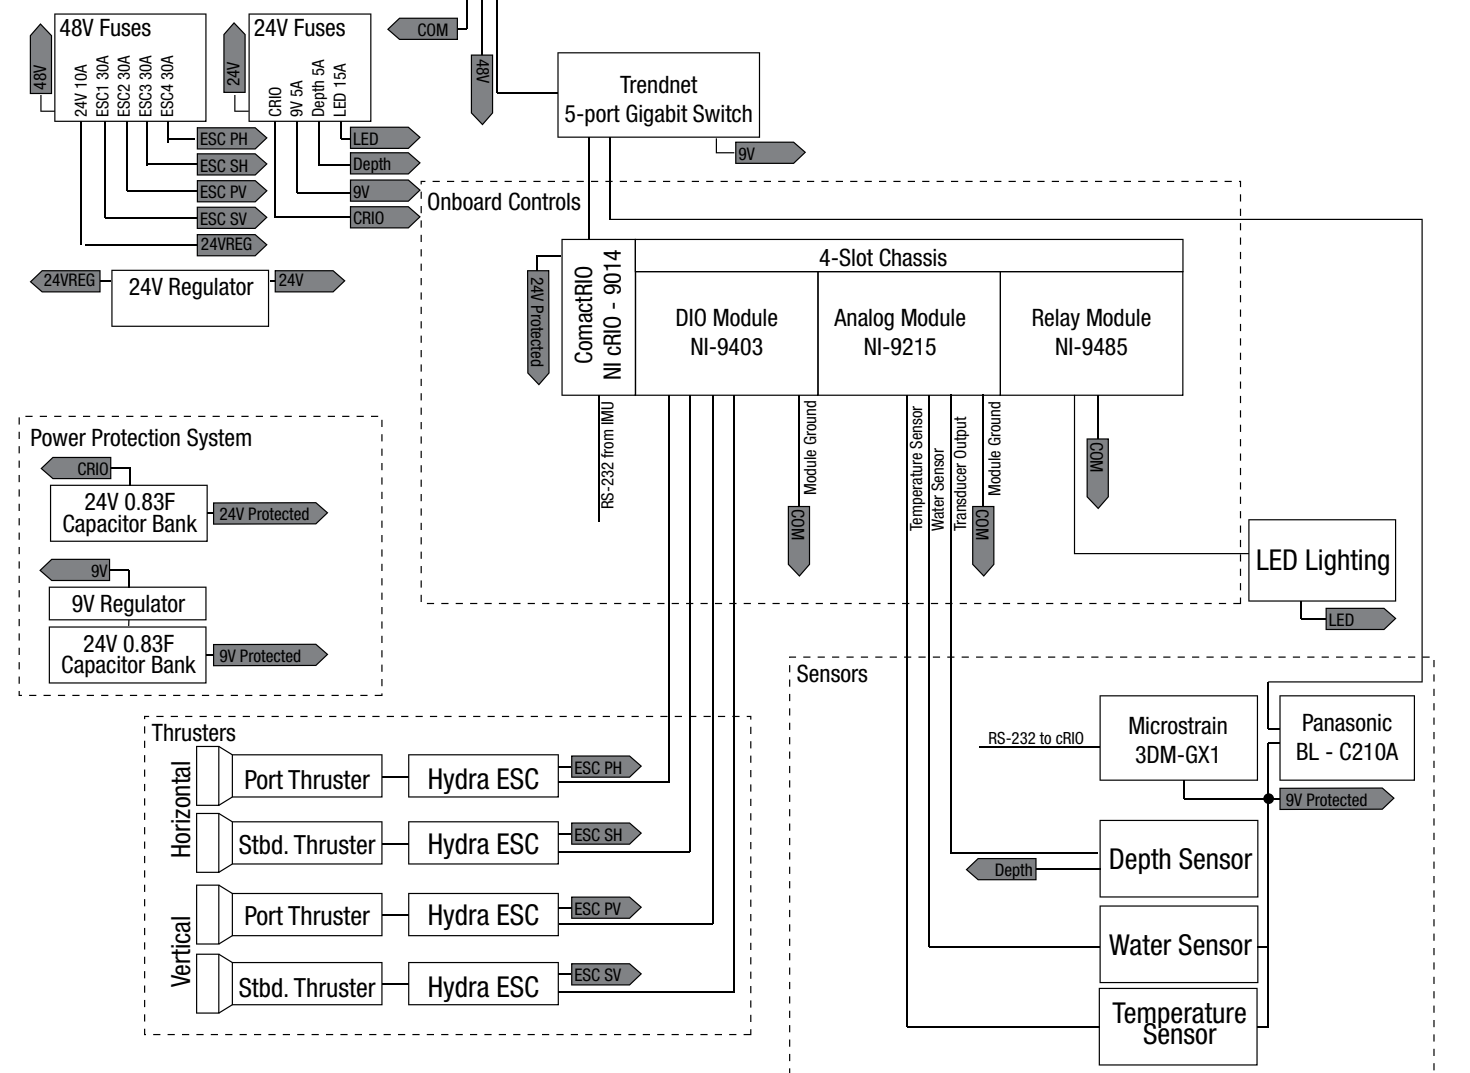 48V Fuses
48V
24V 10A
ESC1 30A
ESC2 30A
ESC3 30A
ESC4 30A
ESC PH
ESC SH
ESC PV
ESC SV
24VREG
24V Fuses
24V
CRIO
9V 5A
Depth 5A
LED 15A
LED
Depth
9V
CRIO
COM
48V
Trendnet
5-port Gigabit Switch
9V
24VREG
24V Regulator
24V
Onboard Controls
24V Protected
ComactRIO
NI cRIO - 9014
4-Slot Chassis
DIO Module
NI-9403
Analog Module
NI-9215
Relay Module
NI-9485
RS-232 from IMU
Module Ground
COM
Temperature Sensor
Water Sensor
Transducer Output
Module Ground
COM
COM
LED Lighting
LED
Power Protection System
CRIO
24V 0.83F
Capacitor Bank
24V Protected
9V
9V Regulator
24V 0.83F
Capacitor Bank
9V Protected
Thrusters
Horizontal
Port Thruster
Hydra ESC
ESC PH
Stbd. Thruster
Hydra ESC
ESC SH
Vertical
Port Thruster
Hydra ESC
ESC PV
Stbd. Thruster
Hydra ESC
ESC SV
Sensors
RS-232 to cRIO
Microstrain
3DM-GX1
Panasonic
BL - C210A
9V Protected
Depth Sensor
Depth
Water Sensor
Temperature
Sensor